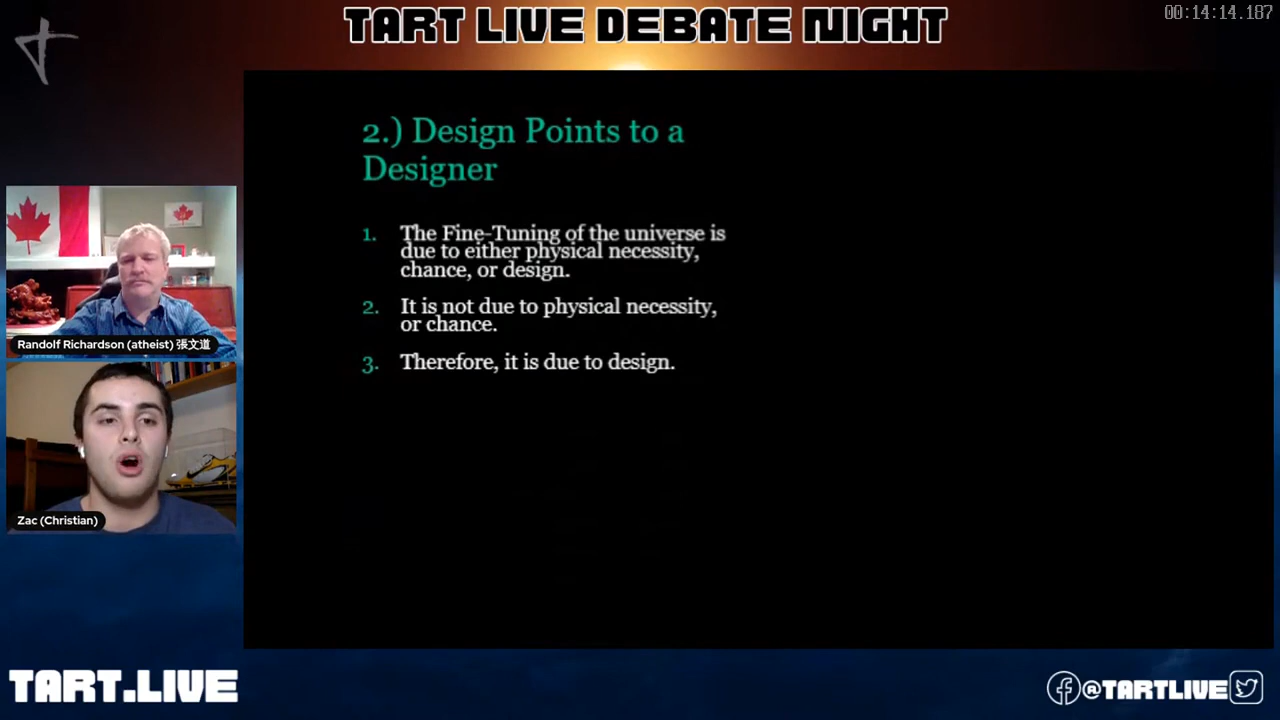 00:14:14.187
TART LIVE DEBATE NIGHT
2.) Design Points to a
Designer
1. The Fine-Tuning of the universe is
due to either physical necessity,
chance, or design.
2. It is not due to physical necessity,
or chance.
3. Therefore, it is due to design.
Randolf Richardson (atheist) 張文道
Zac (Christian)
TART.LIVE
@TARTLIVE